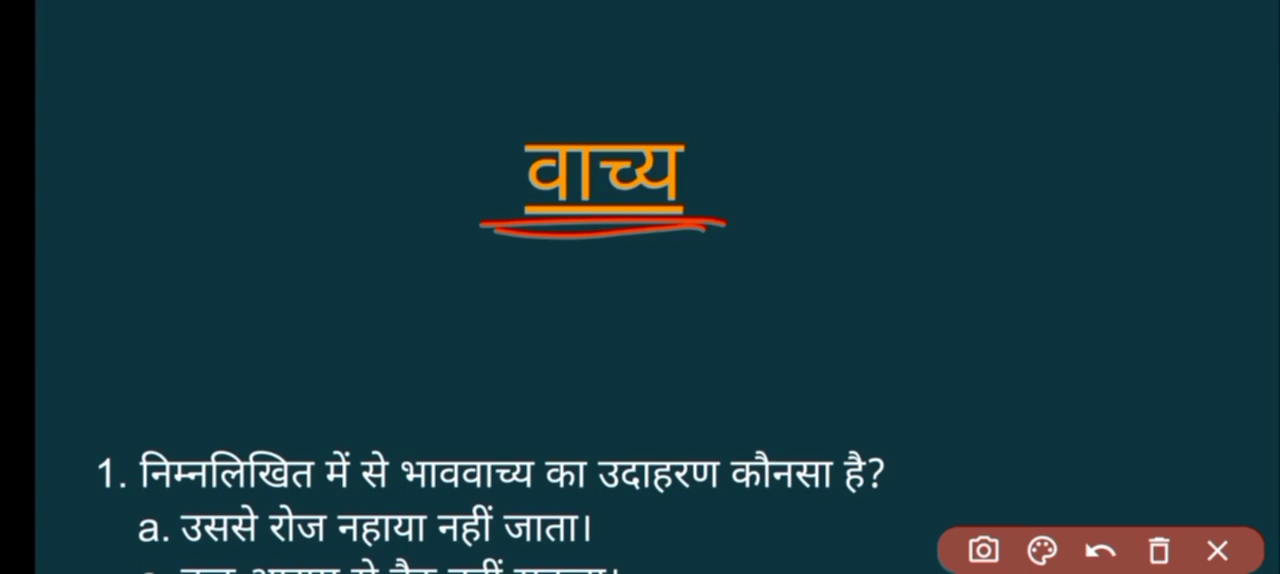 वाच्य
1. निम्नलिखित में से भाववाच्य का उदाहरण कौनसा है?
a. उससे रोज नहाया नहीं जाता।